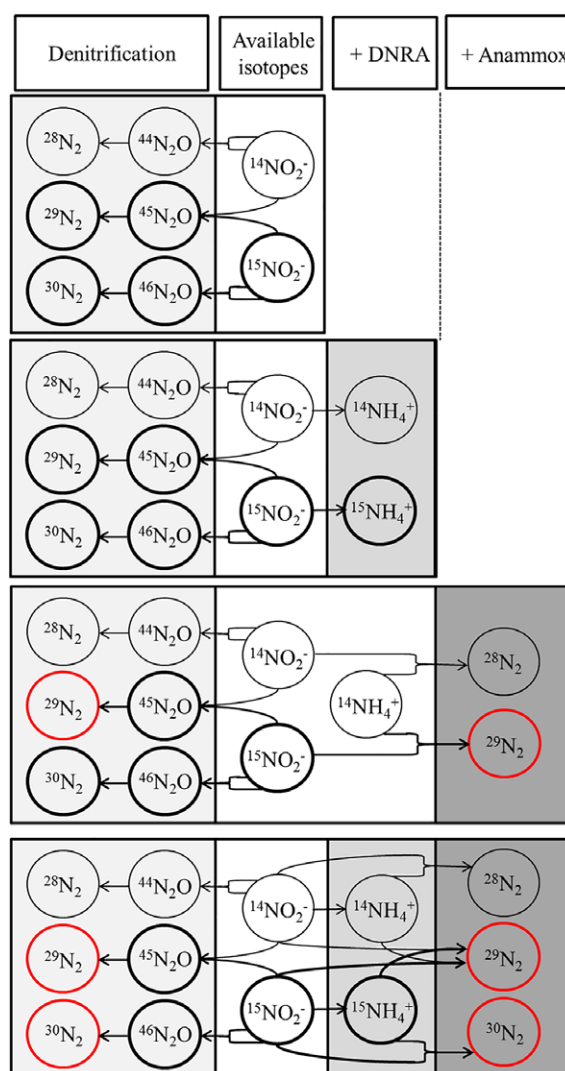 Denitrification
Available
isotopes
+ DNRA
+ Anammox
²⁸N₂
⁴⁴N₂O
¹⁴NO₂⁻
²⁹N₂
⁴⁵N₂O
¹⁵NO₂⁻
³⁰N₂
⁴⁶N₂O
²⁸N₂
⁴⁴N₂O
¹⁴NO₂⁻
¹⁴NH₄⁺
²⁹N₂
⁴⁵N₂O
¹⁵NO₂⁻
¹⁵NH₄⁺
³⁰N₂
⁴⁶N₂O
²⁸N₂
⁴⁴N₂O
¹⁴NO₂⁻
²⁸N₂
²⁹N₂
⁴⁵N₂O
¹⁴NH₄⁺
²⁹N₂
¹⁵NO₂⁻
³⁰N₂
⁴⁶N₂O
²⁸N₂
⁴⁴N₂O
¹⁴NO₂⁻
¹⁴NH₄⁺
²⁸N₂
²⁹N₂
⁴⁵N₂O
²⁹N₂
¹⁵NO₂⁻
¹⁵NH₄⁺
³⁰N₂
⁴⁶N₂O
³⁰N₂